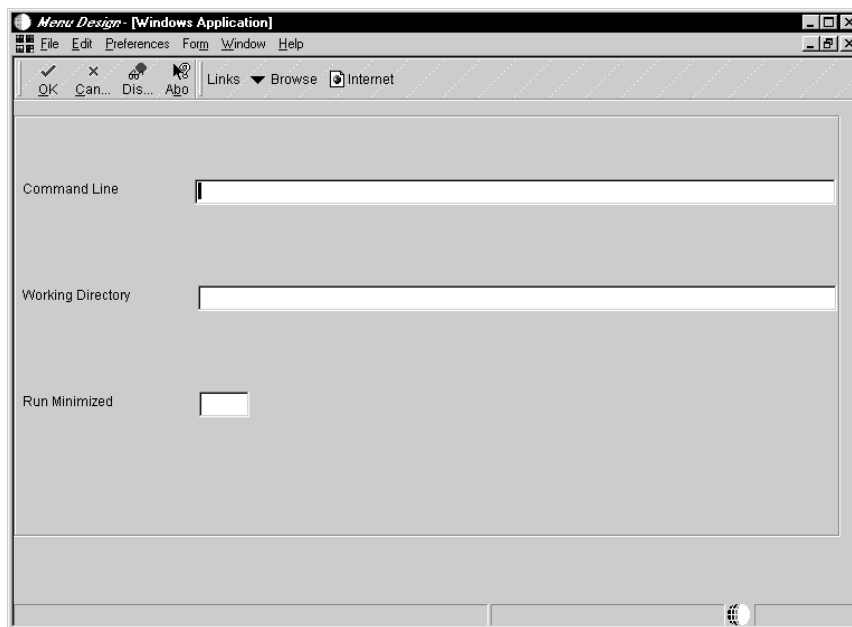 Menu Design - [Windows Application]
File Edit Preferences Form Window Help
OK Can... Dis... Abo Links Browse Internet
Command Line
Working Directory
Run Minimized